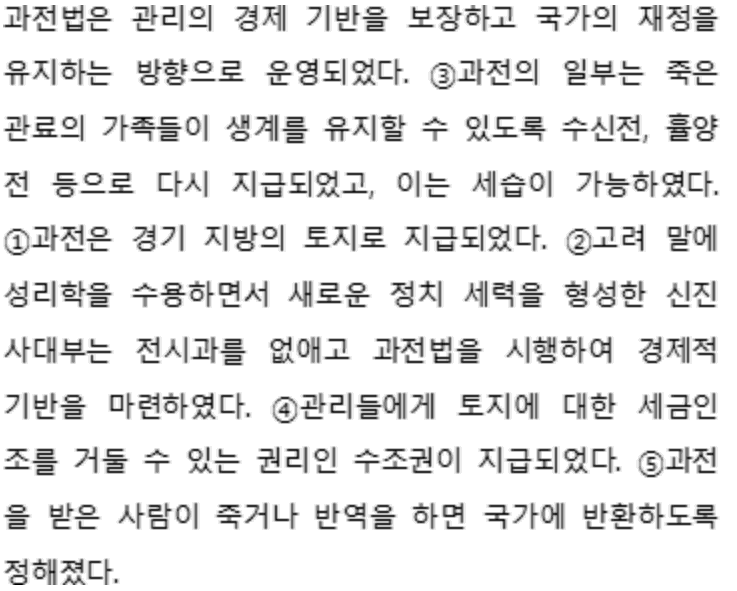 과전법은 관리의 경제 기반을 보장하고 국가의 재정을
유지하는 방향으로 운영되었다. ③과전의 일부는 죽은
관료의 가족들이 생계를 유지할 수 있도록 수신전, 휼양
전 등으로 다시 지급되었고, 이는 세습이 가능하였다.
①과전은 경기 지방의 토지로 지급되었다. ②고려 말에
성리학을 수용하면서 새로운 정치 세력을 형성한 신진
사대부는 전시과를 없애고 과전법을 시행하여 경제적
기반을 마련하였다. ④관리들에게 토지에 대한 세금인
조를 거둘 수 있는 권리인 수조권이 지급되었다. ⑤과전
을 받은 사람이 죽거나 반역을 하면 국가에 반환하도록
정해졌다.